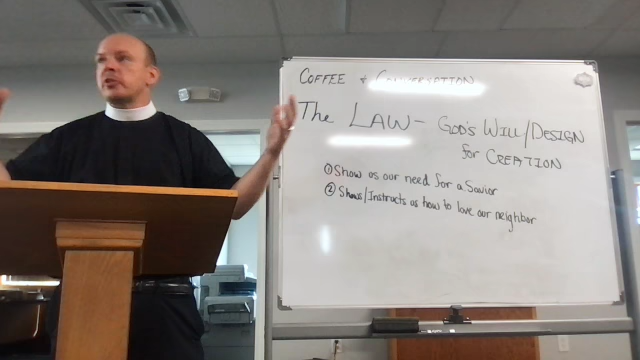 COFFEE + CONVERSATION
The LAW - GOD'S WILL/DESIGN
for CREATION
① Show us our need for a Savior
② Shows/Instructs us how to love our neighbor